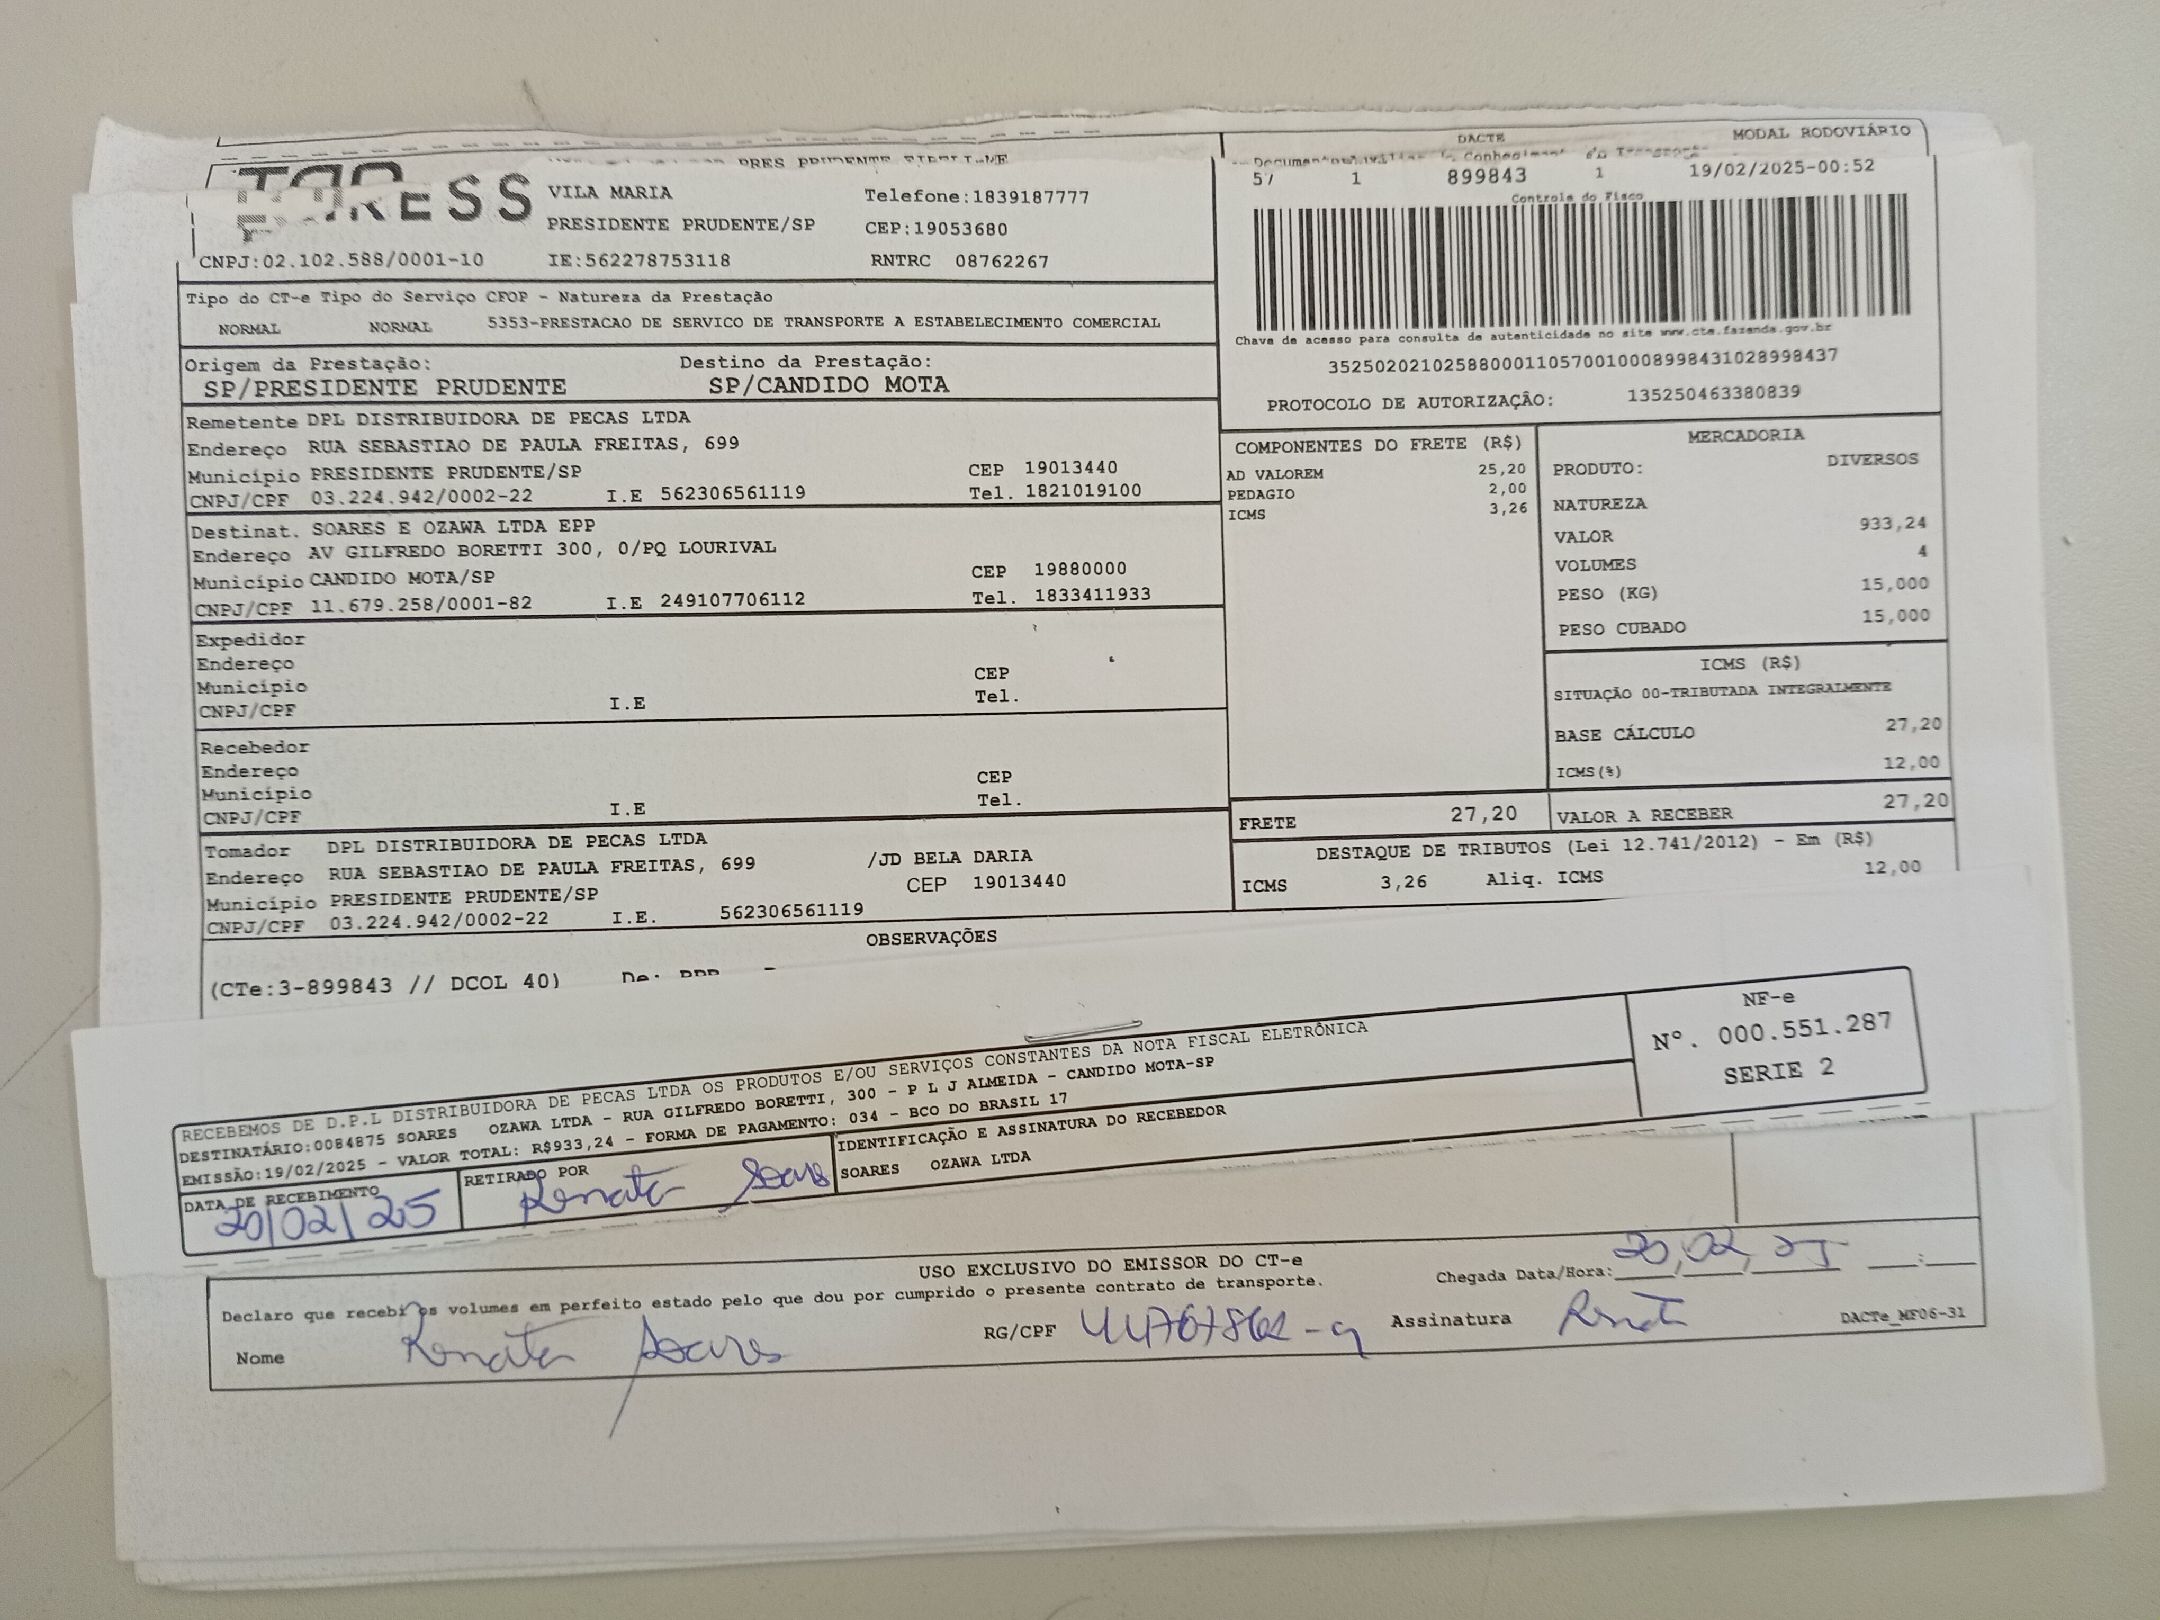 DACTE MODAL RODOVIÁRIO
PRES PRUDENTE
RESS
VILA MARIA Telefone:1839187777
PRESIDENTE PRUDENTE/SP CEP:19053680
CNPJ:02.102.588/0001-10 IE:562278753118 RNTRC 08762267
57 1 899843 1 19/02/2025-00:52
Controle do Fisco
Chave de acesso para consulta de autenticidade no site www.cte.fazenda.gov.br
35250202102588000110570010008998431028998437
PROTOCOLO DE AUTORIZAÇÃO: 135250463380839
Tipo do CT-e Tipo do Serviço CFOP - Natureza da Prestação
NORMAL NORMAL 5353-PRESTACAO DE SERVICO DE TRANSPORTE A ESTABELECIMENTO COMERCIAL
Origem da Prestação: Destino da Prestação:
SP/PRESIDENTE PRUDENTE SP/CANDIDO MOTA
Remetente DPL DISTRIBUIDORA DE PECAS LTDA
Endereço RUA SEBASTIAO DE PAULA FREITAS, 699
Município PRESIDENTE PRUDENTE/SP CEP 19013440
CNPJ/CPF 03.224.942/0002-22 I.E 562306561119 Tel. 1821019100
Destinat. SOARES E OZAWA LTDA EPP
Endereço AV GILFREDO BORETTI 300, 0/PQ LOURIVAL
Município CANDIDO MOTA/SP CEP 19880000
CNPJ/CPF 11.679.258/0001-82 I.E 249107706112 Tel. 1833411933
Expedidor
Endereço
Município CEP
CNPJ/CPF I.E Tel.
Recebedor
Endereço
Município CEP
CNPJ/CPF I.E Tel.
Tomador DPL DISTRIBUIDORA DE PECAS LTDA
Endereço RUA SEBASTIAO DE PAULA FREITAS, 699 /JD BELA DARIA
Município PRESIDENTE PRUDENTE/SP CEP 19013440
CNPJ/CPF 03.224.942/0002-22 I.E. 562306561119
COMPONENTES DO FRETE (R$)
AD VALOREM 25,20
PEDAGIO 2,00
ICMS 3,26
MERCADORIA
PRODUTO: DIVERSOS
NATUREZA
VALOR 933,24
VOLUMES 4
PESO (KG) 15,000
PESO CUBADO 15,000
ICMS (R$)
SITUAÇÃO 00-TRIBUTADA INTEGRALMENTE
BASE CÁLCULO 27,20
ICMS(%) 12,00
FRETE 27,20 VALOR A RECEBER 27,20
DESTAQUE DE TRIBUTOS (Lei 12.741/2012) - Em (R$)
ICMS 3,26 Aliq. ICMS 12,00
OBSERVAÇÕES
(CTe:3-899843 // DCOL 40) De:
RECEBEMOS DE D.P.L DISTRIBUIDORA DE PECAS LTDA OS PRODUTOS E/OU SERVIÇOS CONSTANTES DA NOTA FISCAL ELETRÔNICA
DESTINATÁRIO:0084875 SOARES OZAWA LTDA - RUA GILFREDO BORETTI, 300 - P L J ALMEIDA - CANDIDO MOTA-SP
EMISSÃO:19/02/2025 - VALOR TOTAL: R$933,24 - FORMA DE PAGAMENTO: 034 - BCO DO BRASIL 17
NF-e
Nº. 000.551.287
SERIE 2
DATA DE RECEBIMENTO RETIRADO POR IDENTIFICAÇÃO E ASSINATURA DO RECEBEDOR
20/02/25 Renata Soares SOARES OZAWA LTDA
USO EXCLUSIVO DO EMISSOR DO CT-e
Declaro que recebi os volumes em perfeito estado pelo que dou por cumprido o presente contrato de transporte. Chegada Data/Hora: 20,02,25 :
Nome Renata Soares RG/CPF Assinatura Renata DACTe_MF06-31